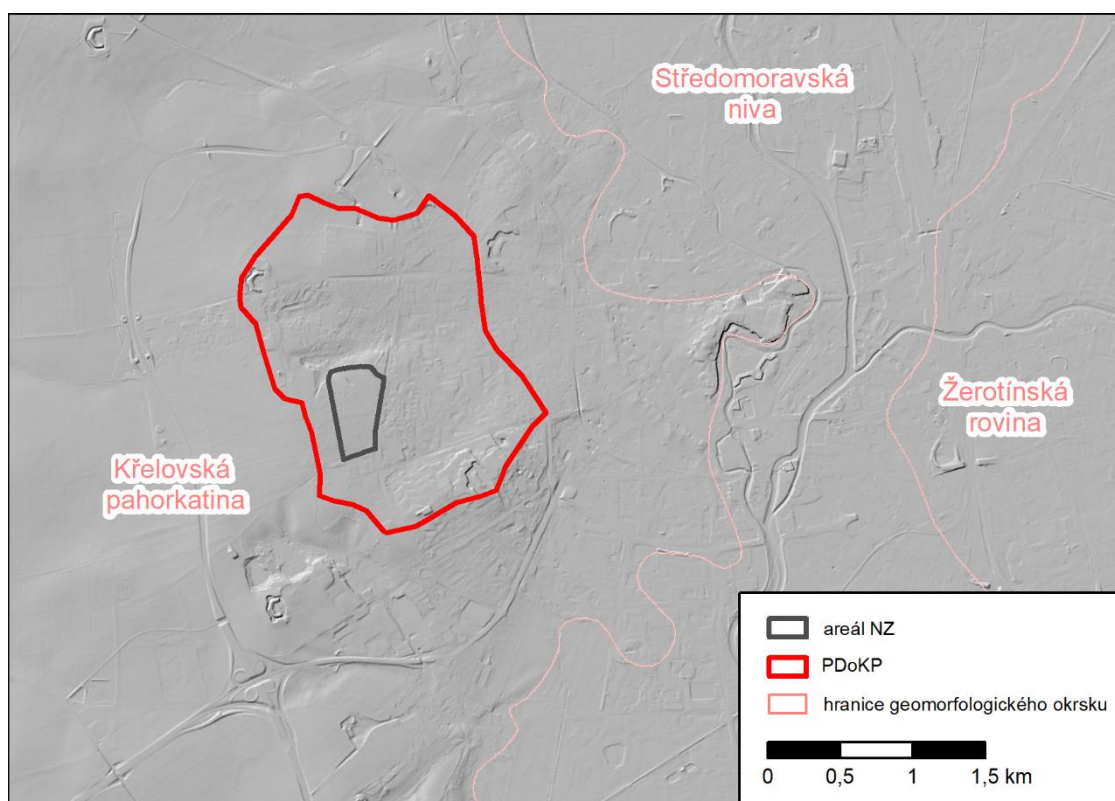 Středomoravská
niva
Žerotínská
rovina
Křelovská
pahorkatina
areál NZ
PDoKP
hranice geomorfologického okrsku
0 0,5 1 1,5 km